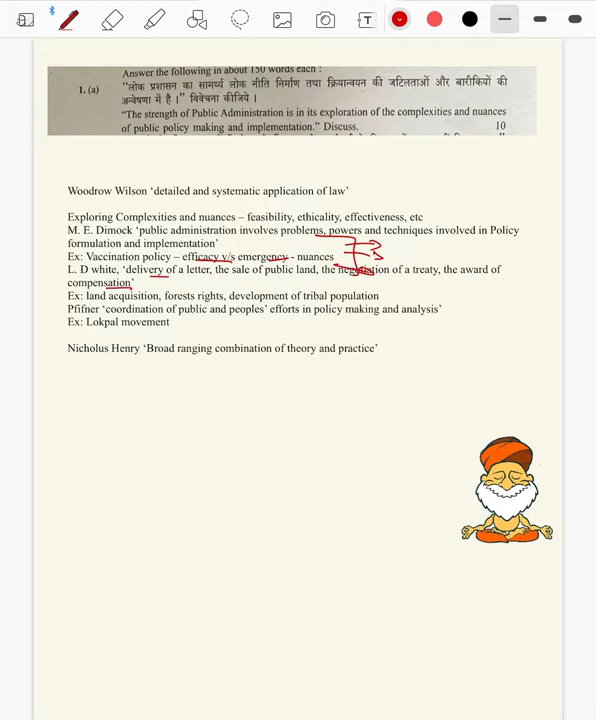 Answer the following in about 150 words each :
1. (a) "लोक प्रशासन का सामर्थ्य लोक नीति निर्माण तथा क्रियान्वयन की जटिलताओं और बारीकियों की
अन्वेषणा में है ।" विवेचना कीजिये ।
"The strength of Public Administration is in its exploration of the complexities and nuances
of public policy making and implementation." Discuss. 10
Woodrow Wilson 'detailed and systematic application of law'
Exploring Complexities and nuances – feasibility, ethicality, effectiveness, etc
M. E. Dimock 'public administration involves problems, powers and techniques involved in Policy
formulation and implementation'
Ex: Vaccination policy – efficacy v/s emergency - nuances
L. D white, 'delivery of a letter, the sale of public land, the negotiation of a treaty, the award of
compensation'
Ex: land acquisition, forests rights, development of tribal population
Pfifner 'coordination of public and peoples' efforts in policy making and analysis'
Ex: Lokpal movement
Nicholus Henry 'Broad ranging combination of theory and practice'
T